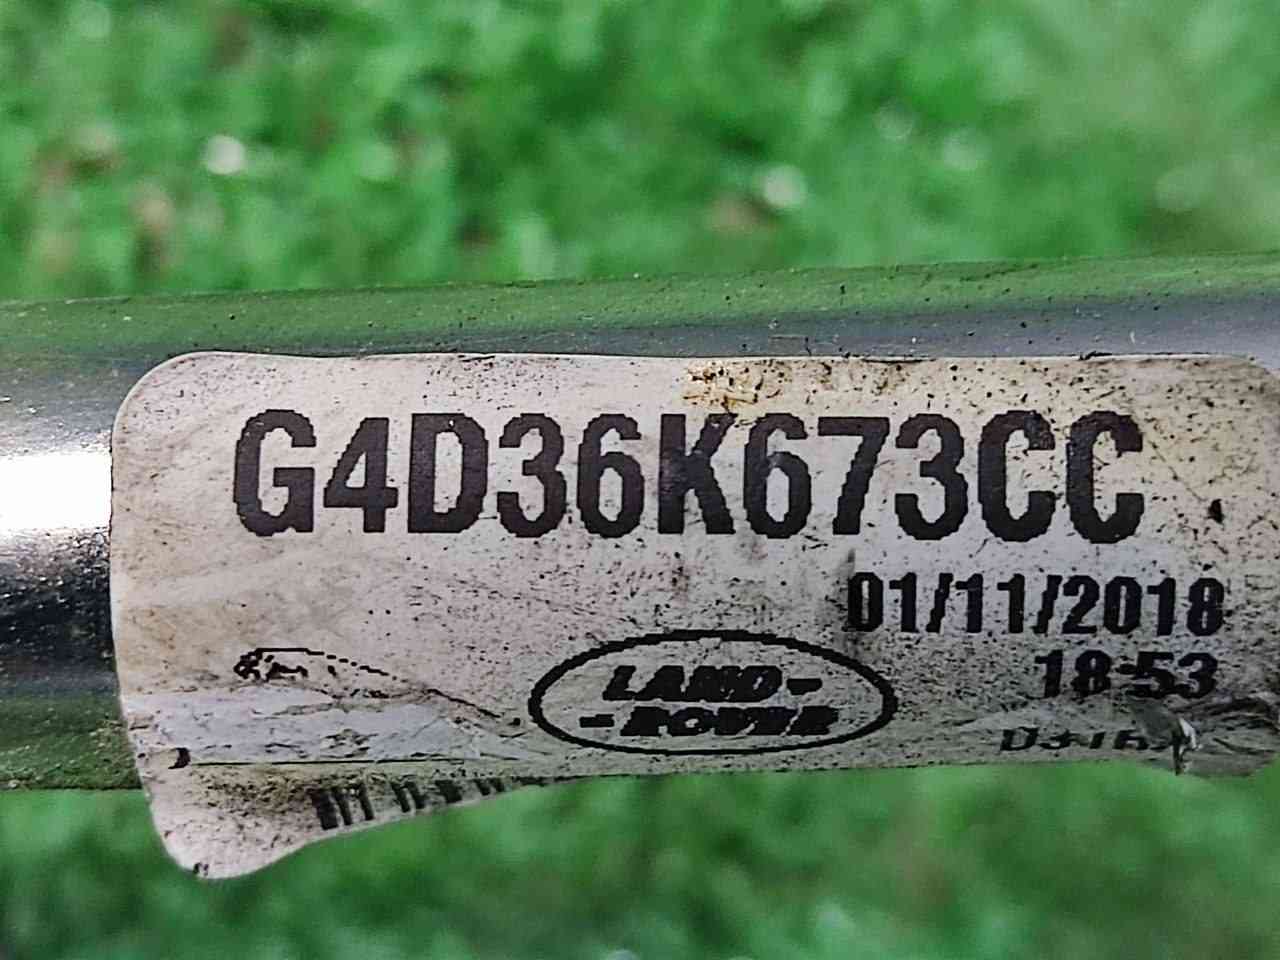 G4D36K673CC
01/11/2018
18:53
LAND-
-ROVER